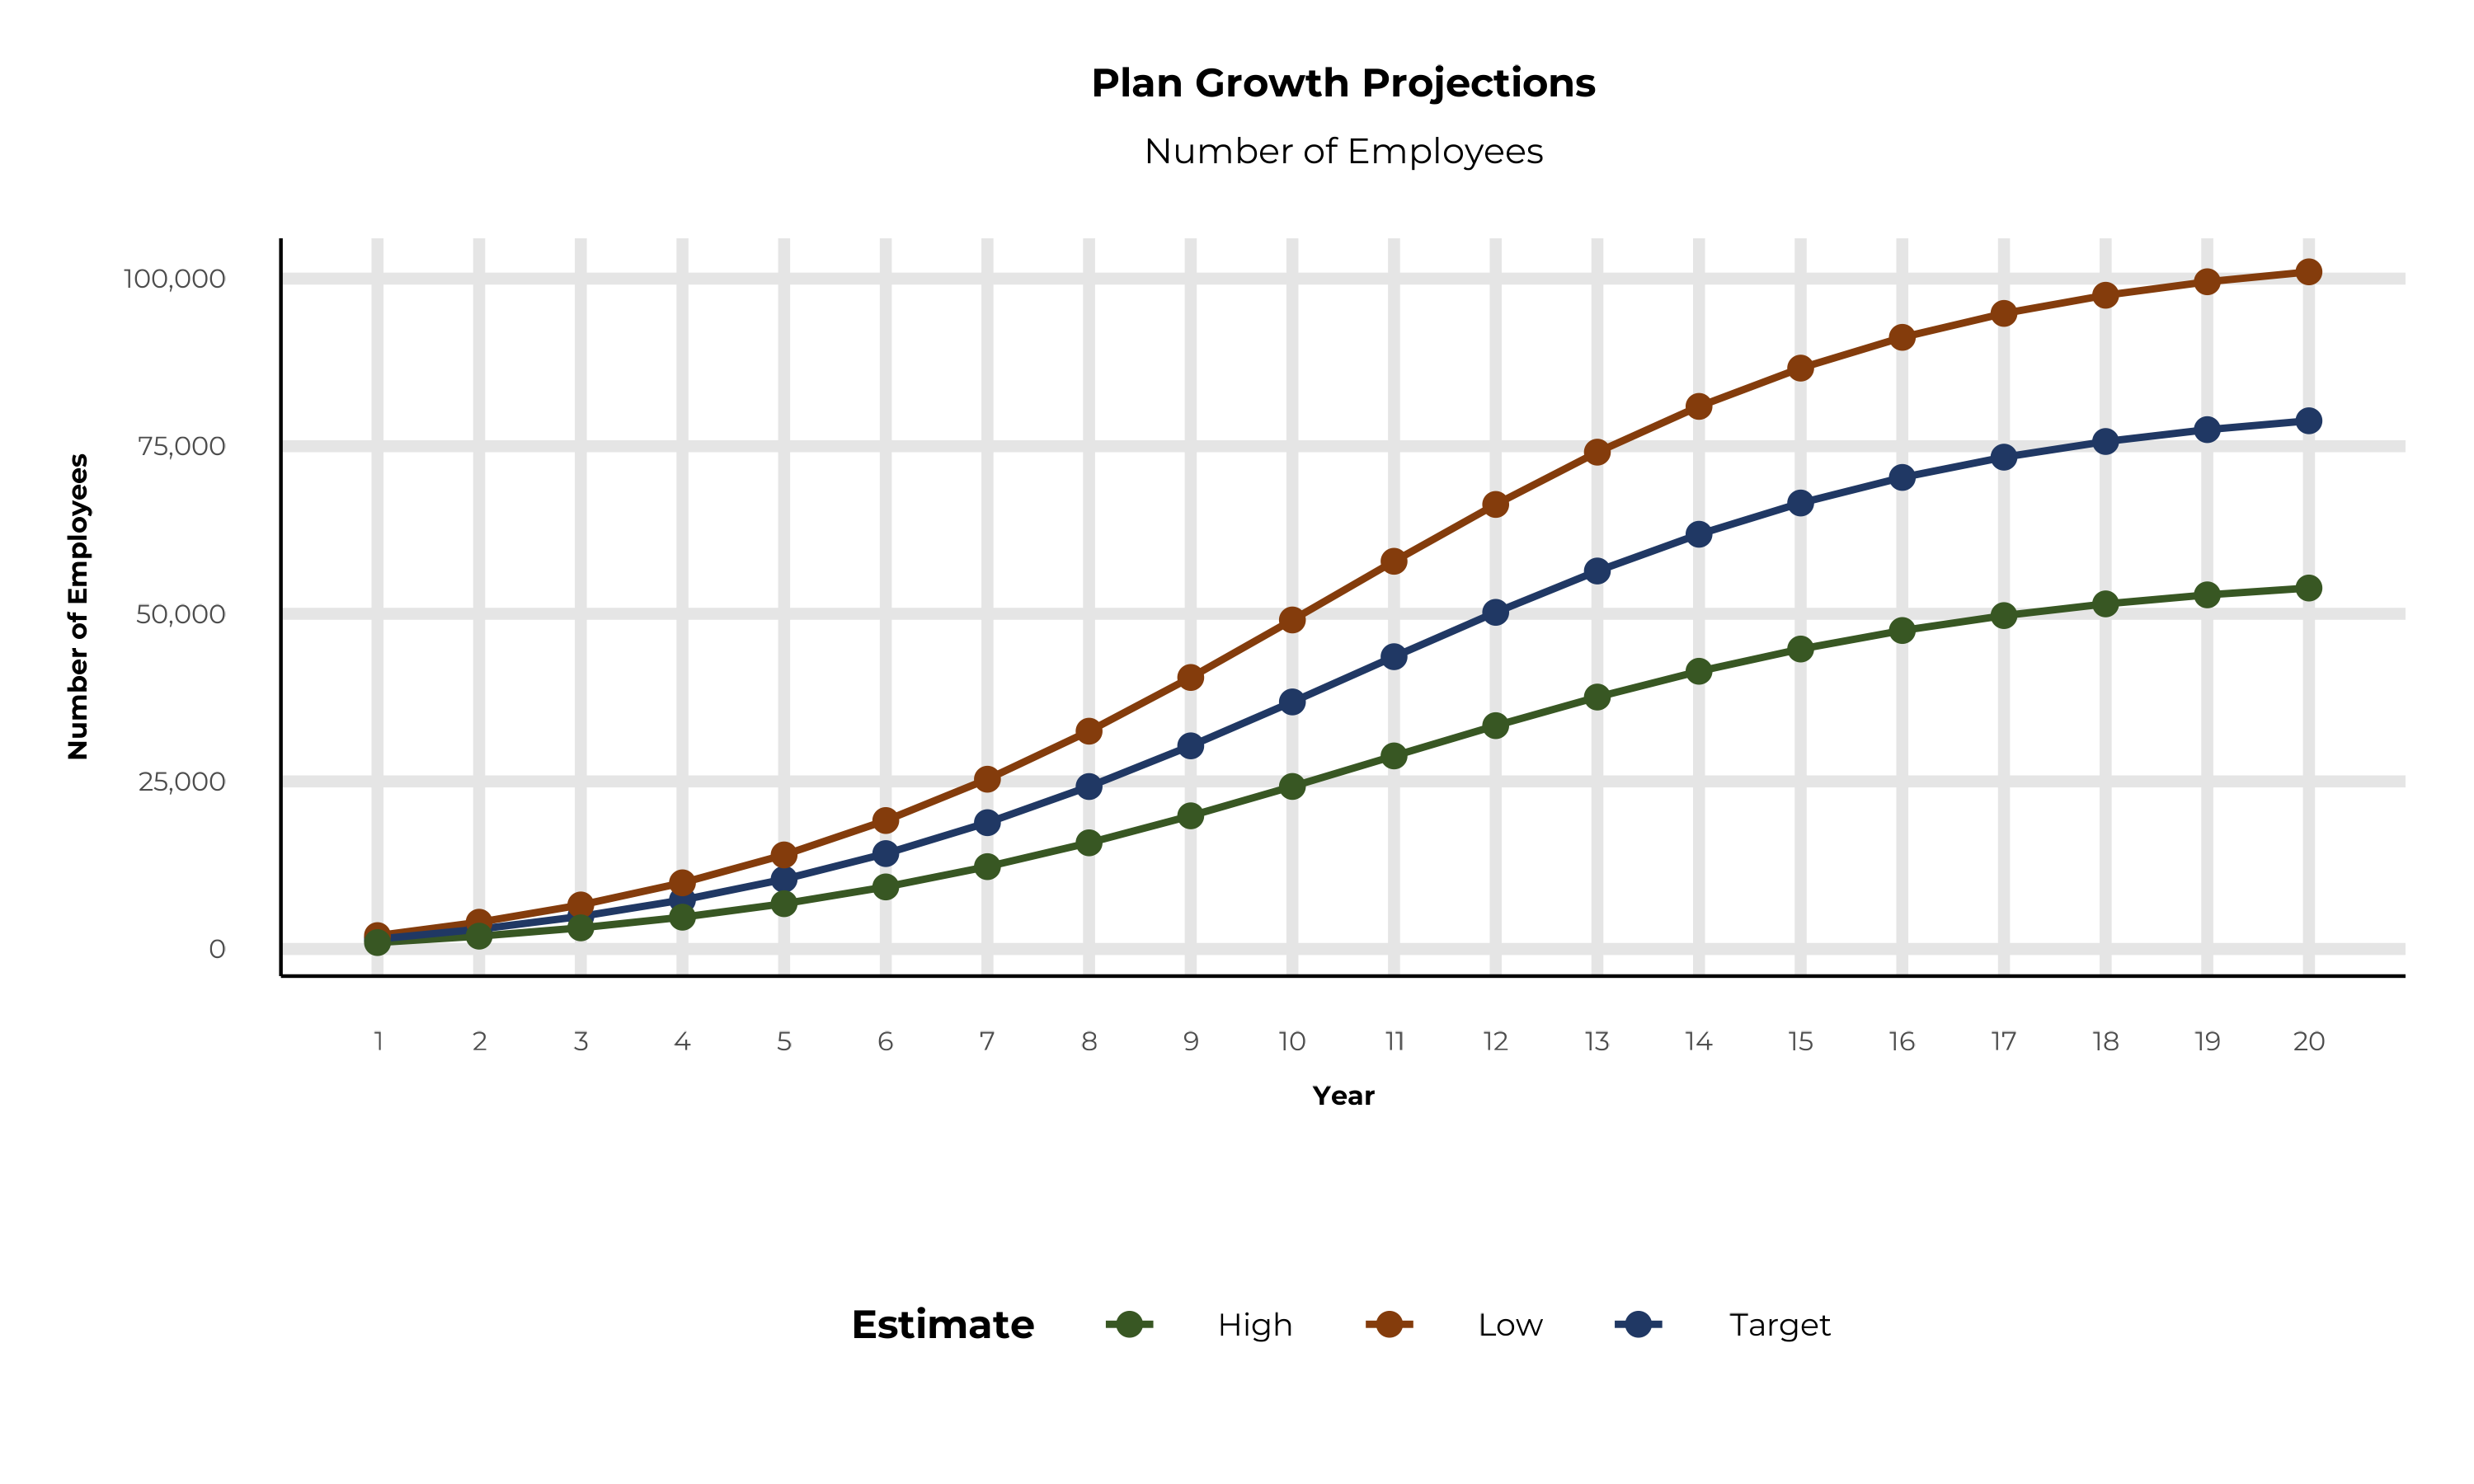 Plan Growth Projections
Number of Employees
Number of Employees
100,000
75,000
50,000
25,000
0
1 2 3 4 5 6 7 8 9 10 11 12 13 14 15 16 17 18 19 20
Year
Estimate High Low Target